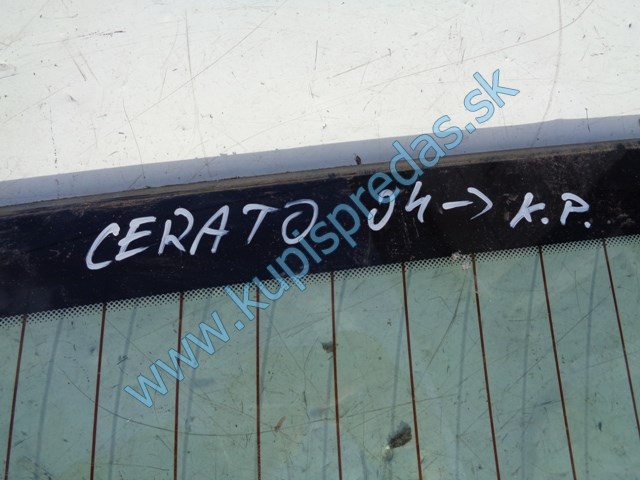 CERATO 04-> K.P.
www.kupispredas.sk